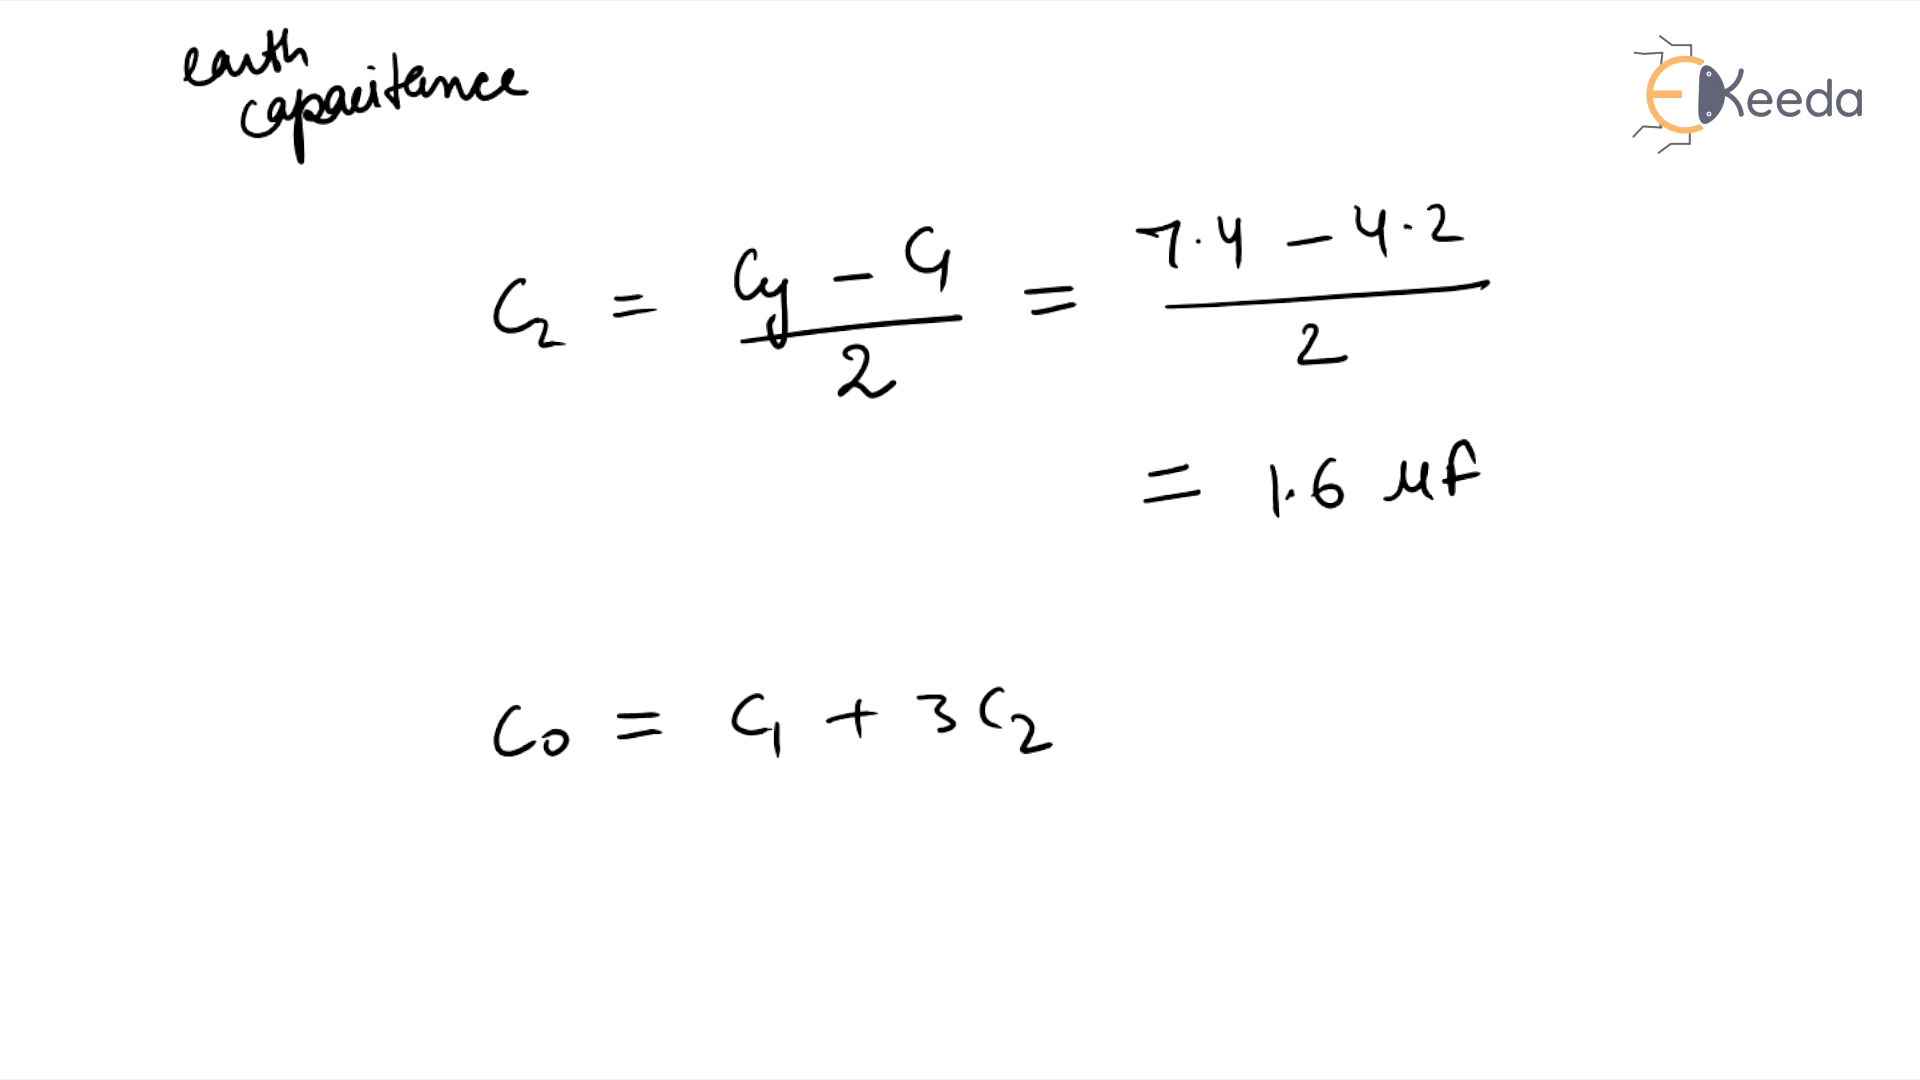 earth
capacitance
EKeeda
C₂ = (Cy - C₁)/2 = (7.4 - 4.2)/2
= 1.6 μF
C₀ = C₁ + 3C₂